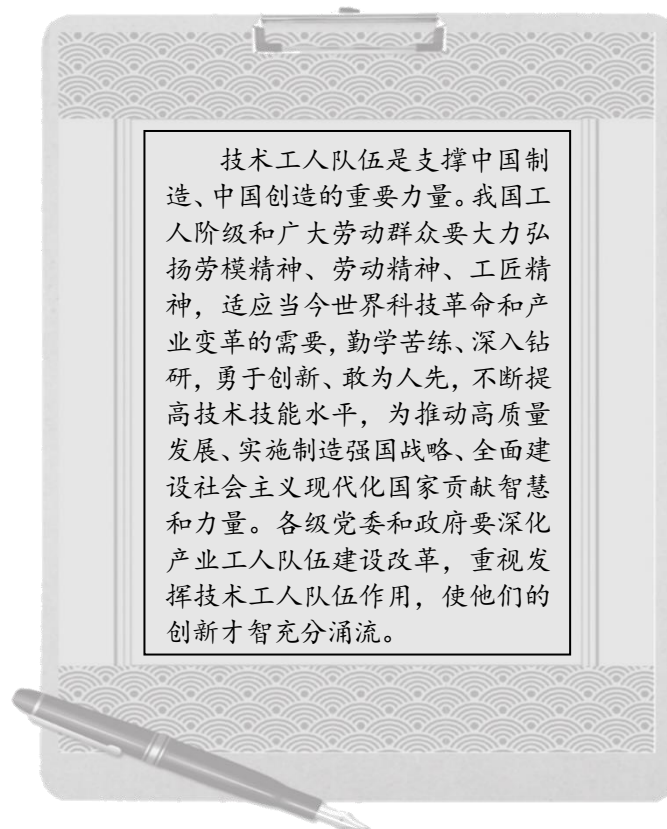 技术工人队伍是支撑中国制
造、中国创造的重要力量。我国工
人阶级和广大劳动群众要大力弘
扬劳模精神、劳动精神、工匠精
神，适应当今世界科技革命和产
业变革的需要，勤学苦练、深入钻
研，勇于创新、敢为人先，不断提
高技术技能水平，为推动高质量
发展、实施制造强国战略、全面建
设社会主义现代化国家贡献智慧
和力量。各级党委和政府要深化
产业工人队伍建设改革，重视发
挥技术工人队伍作用，使他们的
创新才智充分涌流。